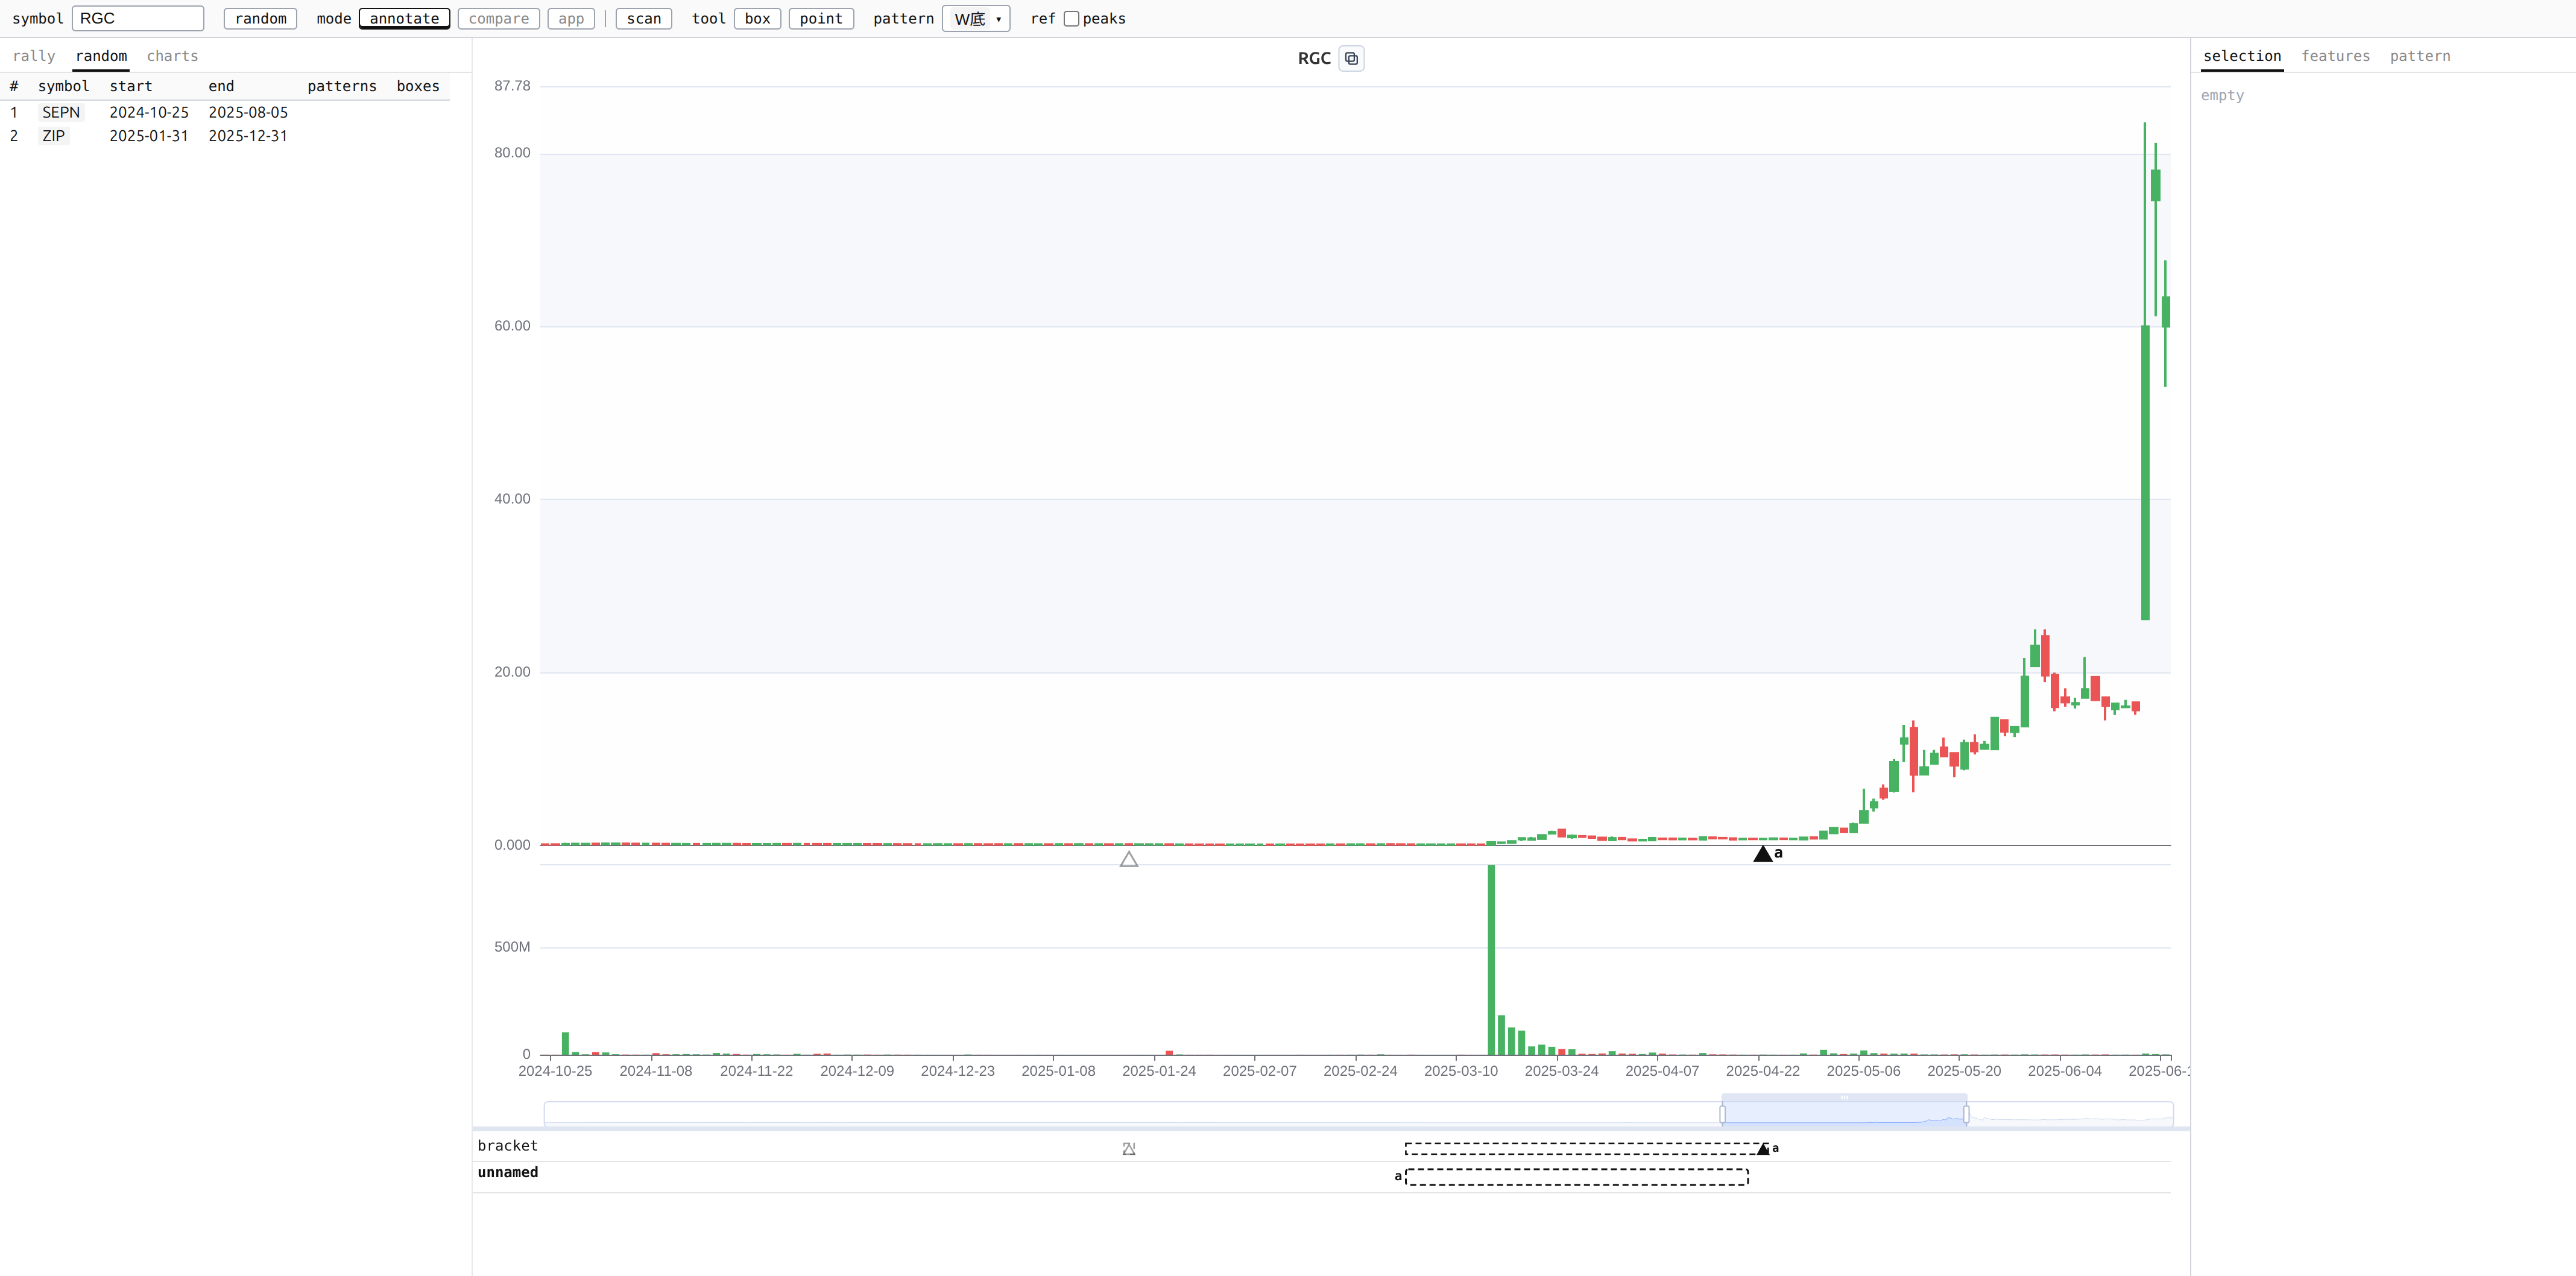 symbol RGC random mode annotate compare app | scan tool box point pattern W底 ref peaks
rally random charts
# symbol start end patterns boxes
1 SEPN 2024-10-25 2025-08-05
2 ZIP 2025-01-31 2025-12-31
RGC
87.78
80.00
60.00
40.00
20.00
0.000
a
500M
0
2024-10-25 2024-11-08 2024-11-22 2024-12-09 2024-12-23 2025-01-08 2025-01-24 2025-02-07 2025-02-24 2025-03-10 2025-03-24 2025-04-07 2025-04-22 2025-05-06 2025-05-20 2025-06-04 2025-06-1
bracket a
unnamed a
selection features pattern
empty